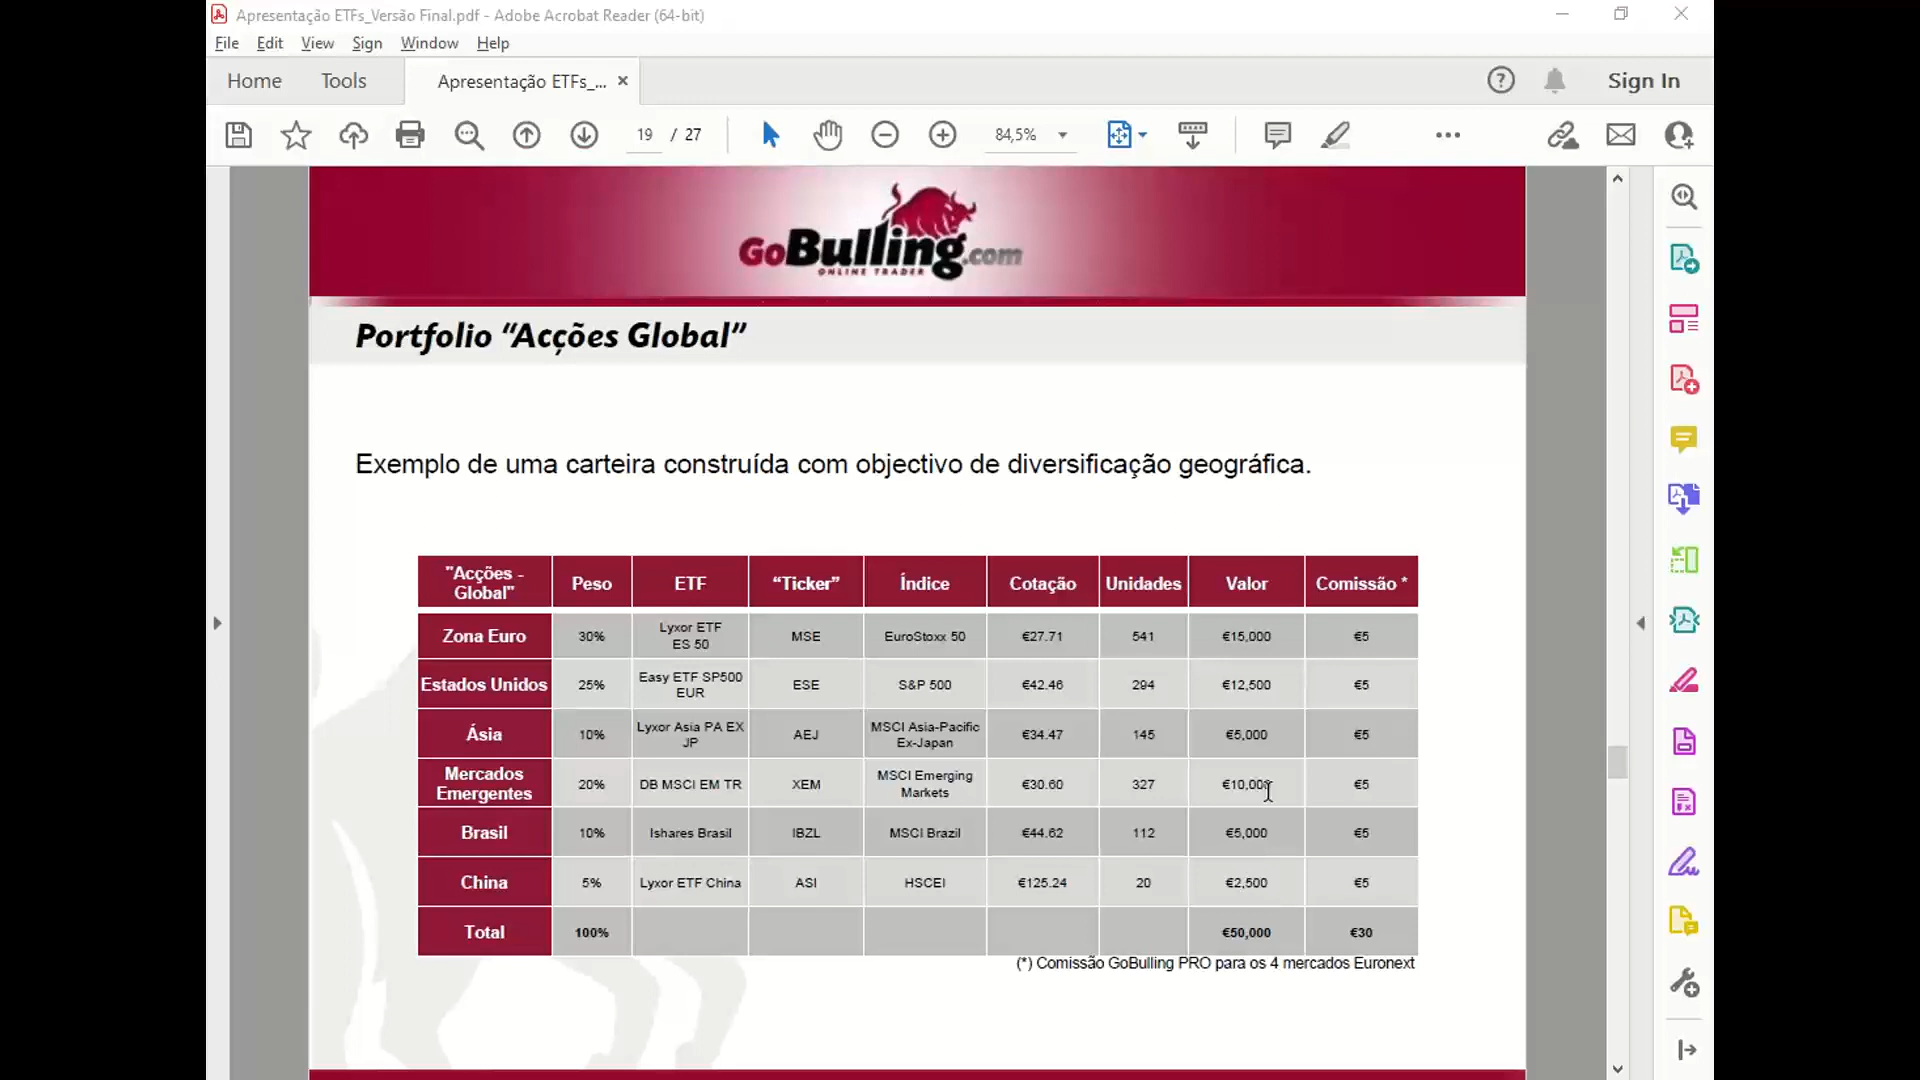 Apresentação ETFs_Versão Final.pdf - Adobe Acrobat Reader (64-bit)
File Edit View Sign Window Help
Home Tools Apresentação ETFs_... × Sign In
19 / 27 84,5%
GoBulling.com
ONLINE TRADER
Portfolio “Acções Global”
Exemplo de uma carteira construída com objectivo de diversificação geográfica.
"Acções - Global" Peso ETF “Ticker” Índice Cotação Unidades Valor Comissão *
Zona Euro 30% Lyxor ETF ES 50 MSE EuroStoxx 50 €27.71 541 €15,000 €5
Estados Unidos 25% Easy ETF SP500 EUR ESE S&P 500 €42.46 294 €12,500 €5
Ásia 10% Lyxor Asia PA EX JP AEJ MSCI Asia-Pacific Ex-Japan €34.47 145 €5,000 €5
Mercados Emergentes 20% DB MSCI EM TR XEM MSCI Emerging Markets €30.60 327 €10,000 €5
Brasil 10% Ishares Brasil IBZL MSCI Brazil €44.62 112 €5,000 €5
China 5% Lyxor ETF China ASI HSCEI €125.24 20 €2,500 €5
Total 100% €50,000 €30
(*) Comissão GoBulling PRO para os 4 mercados Euronext